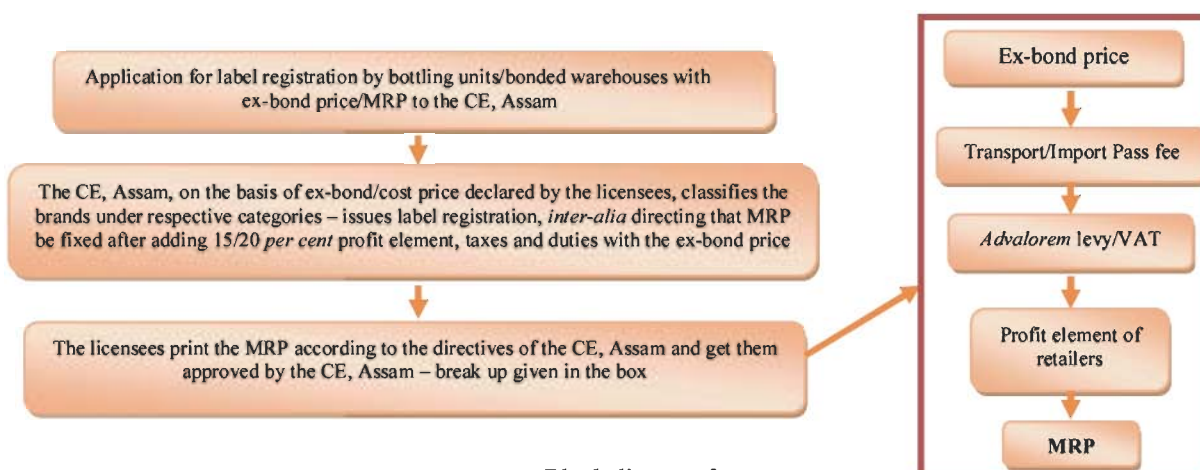 Application for label registration by bottling units/bonded warehouses with
ex-bond price/MRP to the CE, Assam
The CE, Assam, on the basis of ex-bond/cost price declared by the licensees, classifies the
brands under respective categories – issues label registration, inter-alia directing that MRP
be fixed after adding 15/20 per cent profit element, taxes and duties with the ex-bond price
The licensees print the MRP according to the directives of the CE, Assam and get them
approved by the CE, Assam – break up given in the box
Ex-bond price
Transport/Import Pass fee
Advalorem levy/VAT
Profit element of
retailers
MRP